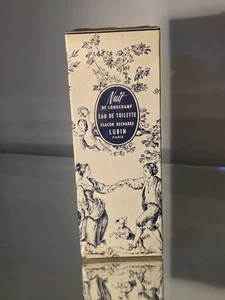 Nuit
DE LONGCHAMP
EAU DE TOILETTE
FLACON RECHARGE
LUBIN
PARIS